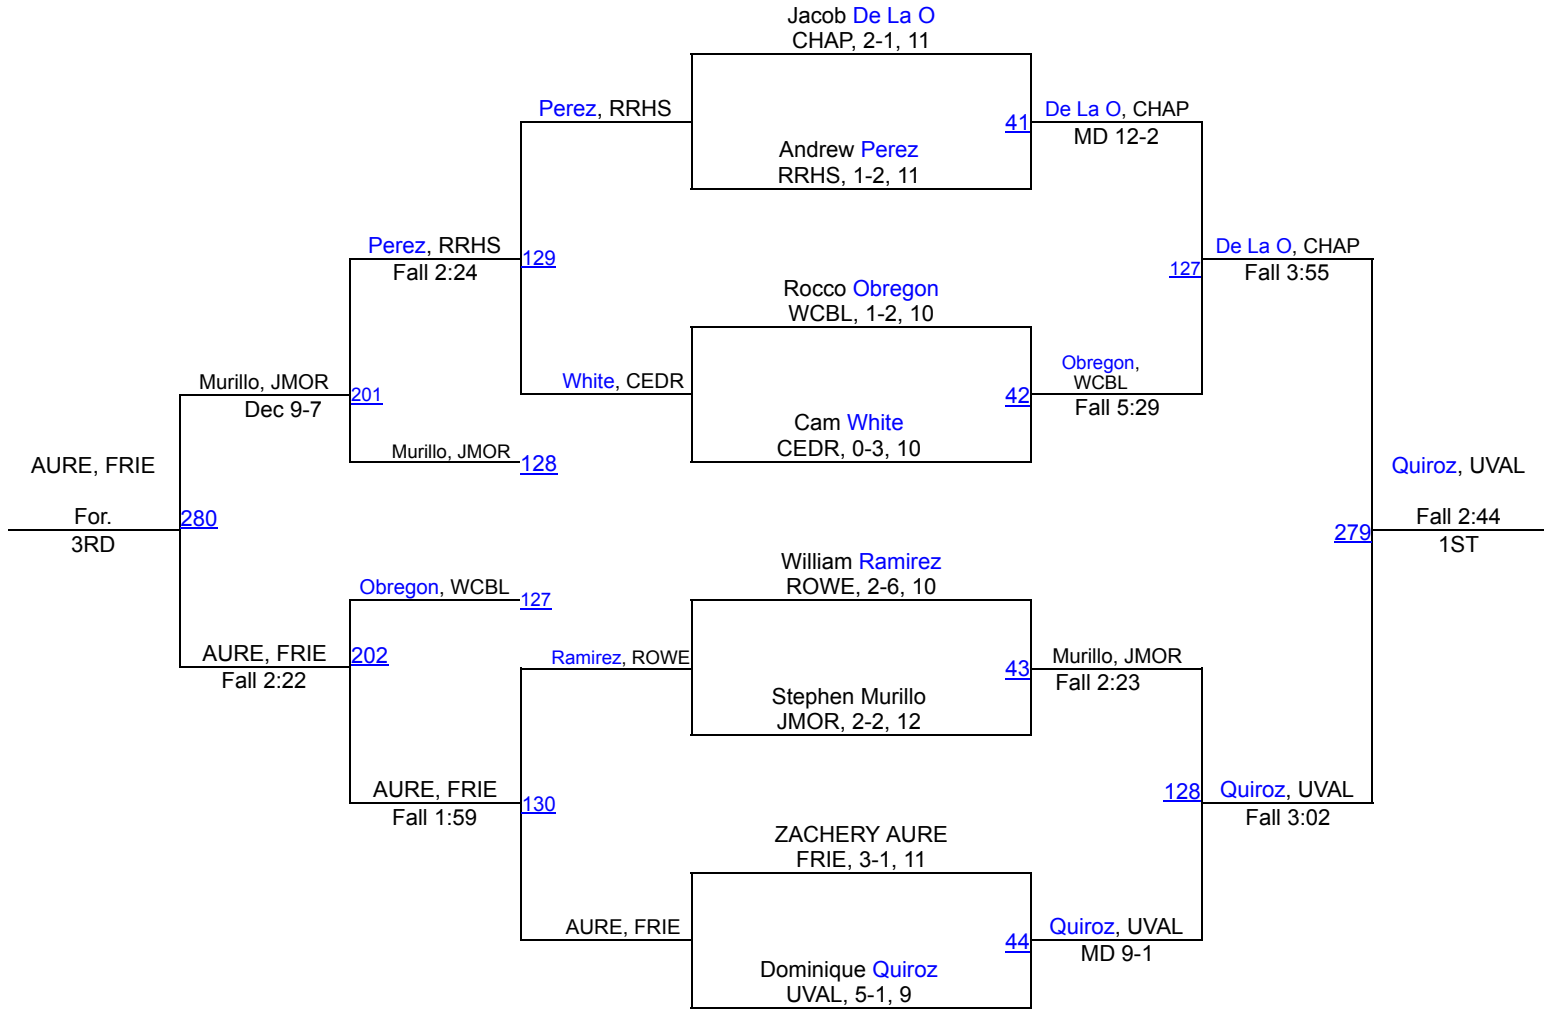 Jacob De La O
CHAP, 2-1, 11
Perez, RRHS
41
De La O, CHAP
MD 12-2
Andrew Perez
RRHS, 1-2, 11
Perez, RRHS
Fall 2:24
129
127
De La O, CHAP
Fall 3:55
Rocco Obregon
WCBL, 1-2, 10
Murillo, JMOR
Dec 9-7
201
White, CEDR
42
Obregon,
WCBL
Fall 5:29
Cam White
CEDR, 0-3, 10
Murillo, JMOR
128
AURE, FRIE
For.
3RD
280
279
Quiroz, UVAL
Fall 2:44
1ST
William Ramirez
ROWE, 2-6, 10
Obregon, WCBL
127
AURE, FRIE
Fall 2:22
202
Ramirez, ROWE
43
Murillo, JMOR
Fall 2:23
Stephen Murillo
JMOR, 2-2, 12
AURE, FRIE
Fall 1:59
130
128
Quiroz, UVAL
Fall 3:02
ZACHERY AURE
FRIE, 3-1, 11
AURE, FRIE
44
Quiroz, UVAL
MD 9-1
Dominique Quiroz
UVAL, 5-1, 9